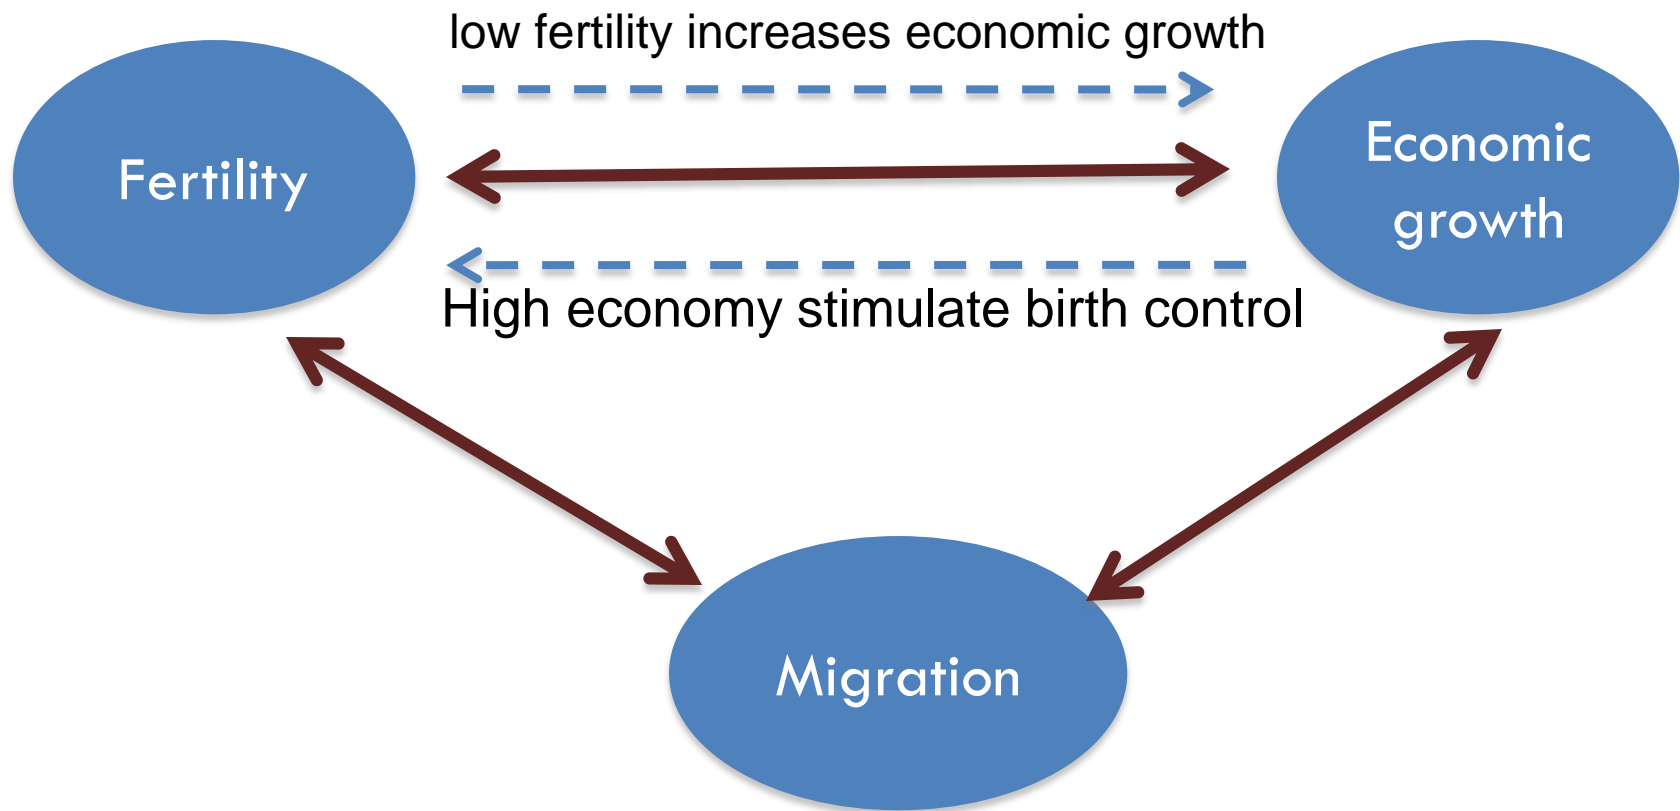 low fertility increases economic growth
Fertility
Economic
growth
High economy stimulate birth control
Migration